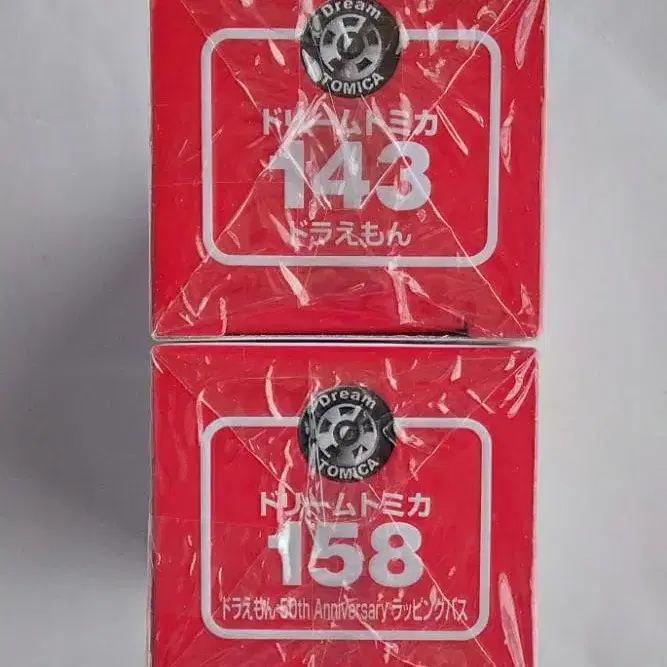 Dream
TOMICA
ドリームトミカ
143
ドラえもん
Dream
TOMICA
ドリームトミカ
158
ドラえもん 50th Anniversary ラッピングバス